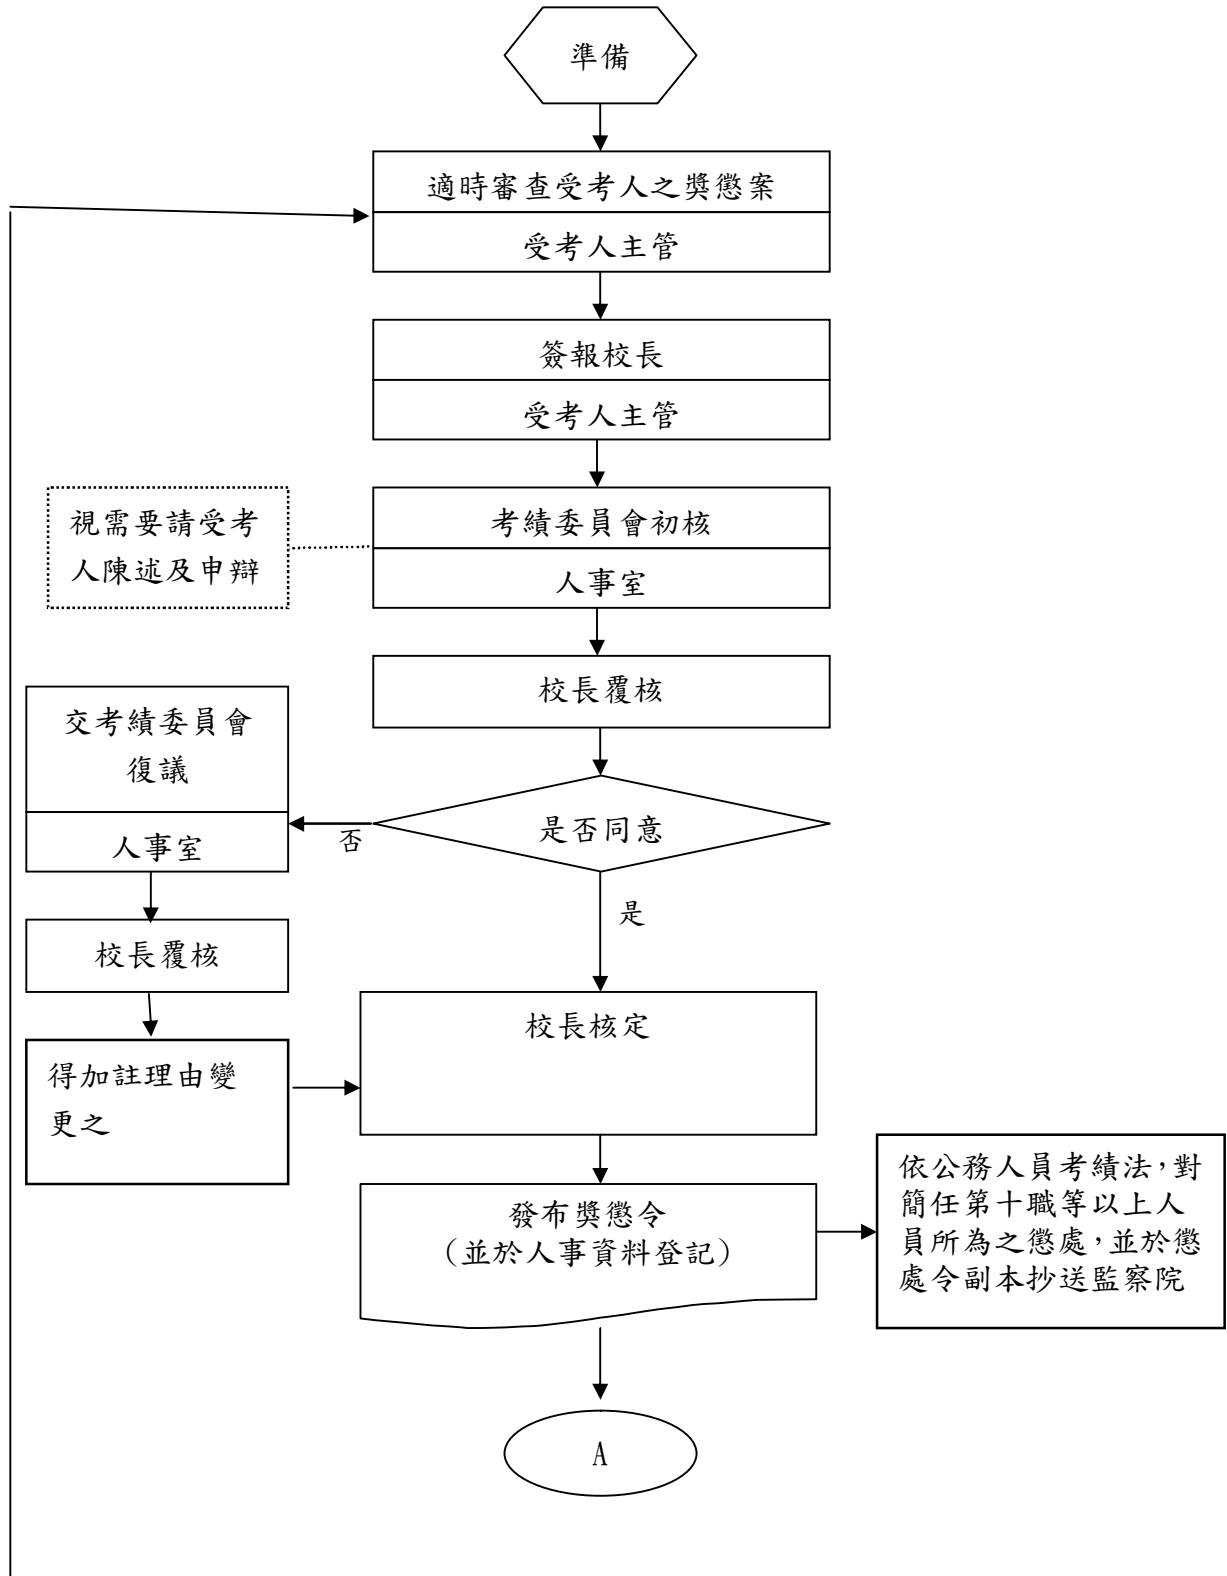 準備
適時審查受考人之獎懲案
受考人主管
簽報校長
受考人主管
視需要請受考
人陳述及申辯
考績委員會初核
人事室
校長覆核
交考績委員會
復議
人事室
是否同意
否
是
校長覆核
校長核定
得加註理由變
更之
發布獎懲令
（並於人事資料登記）
依公務人員考績法，對
簡任第十職等以上人
員所為之懲處，並於懲
處令副本抄送監察院
A